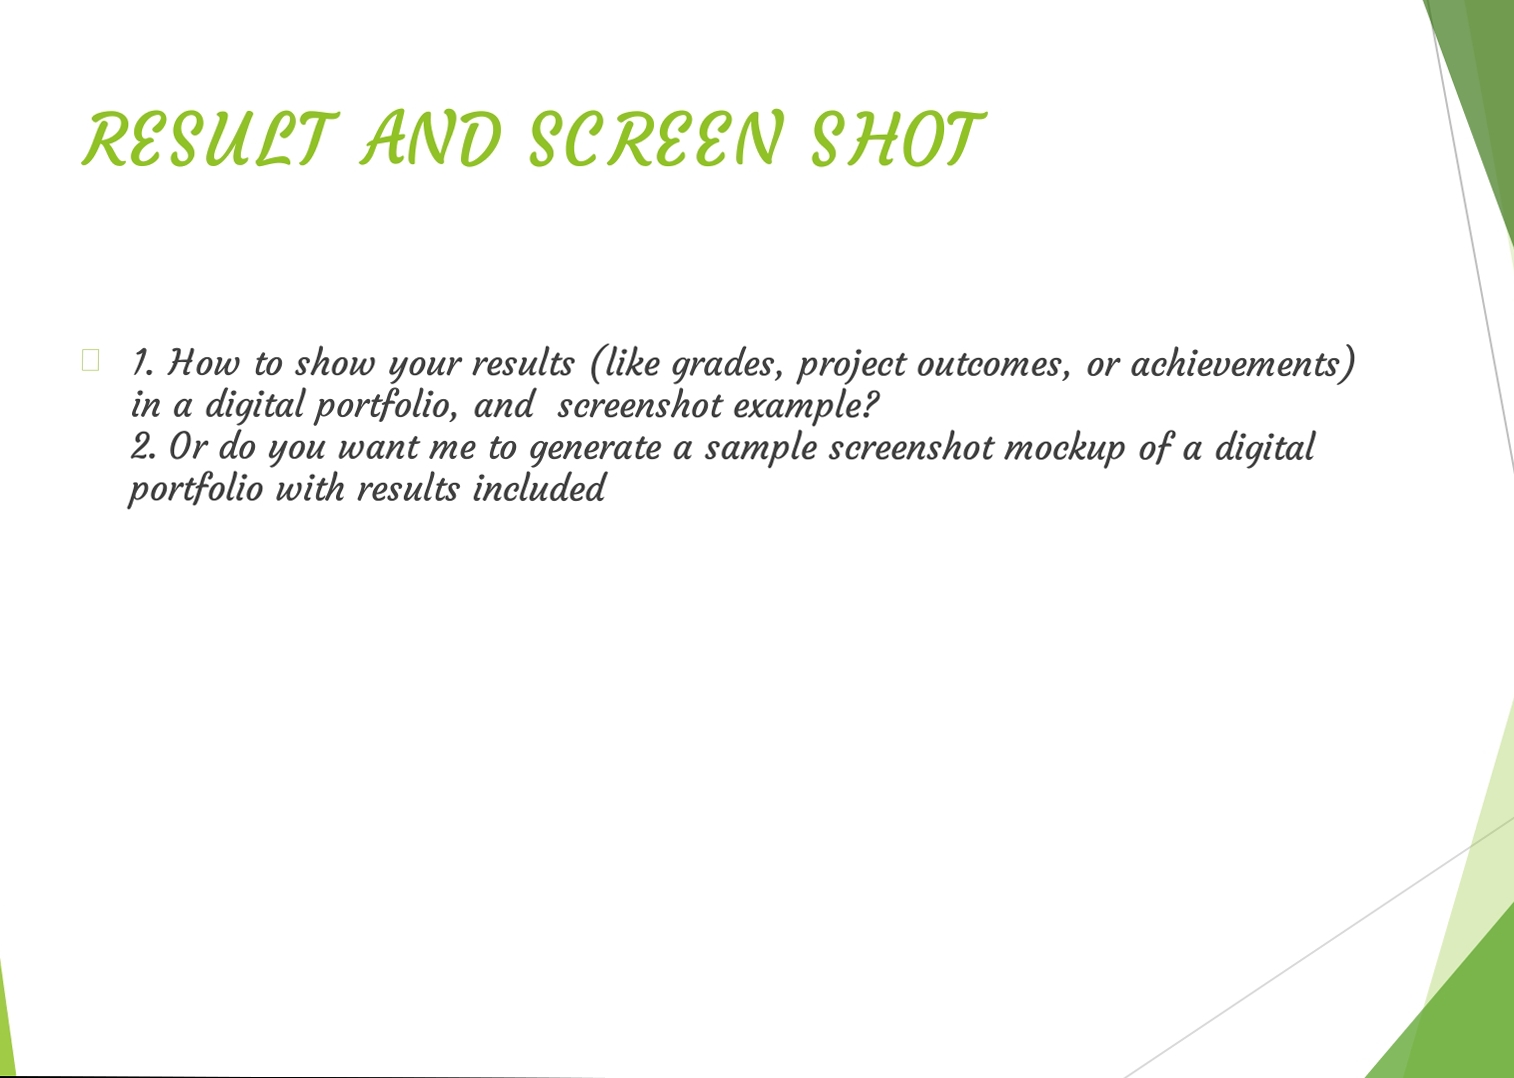 RESULT AND SCREEN SHOT
1. How to show your results (like grades, project outcomes, or achievements)
in a digital portfolio, and  screenshot example?
2. Or do you want me to generate a sample screenshot mockup of a digital
portfolio with results included